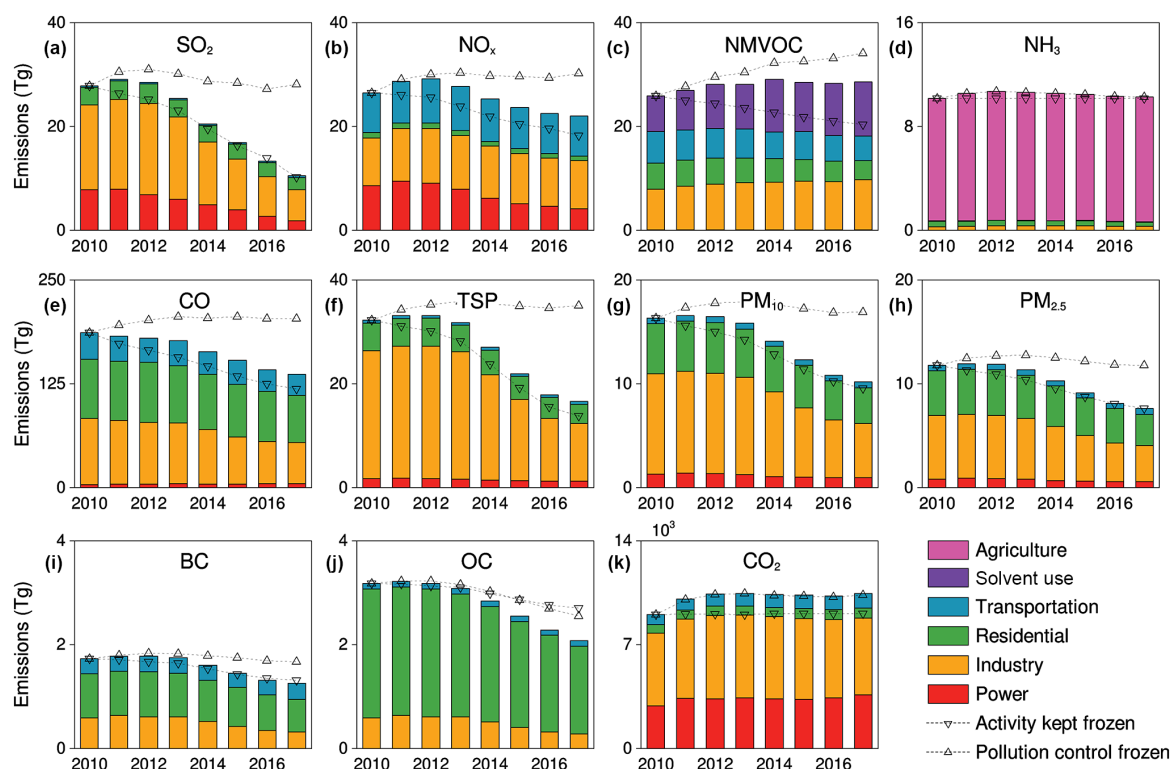 (a) SO₂
(b) NOₓ
(c) NMVOC
(d) NH₃
Emissions (Tg)
40
20
0
40
20
0
40
20
0
16
8
0
2010 2012 2014 2016
2010 2012 2014 2016
2010 2012 2014 2016
2010 2012 2014 2016
(e) CO
(f) TSP
(g) PM₁₀
(h) PM₂.₅
Emissions (Tg)
250
125
0
40
20
0
20
10
0
20
10
0
2010 2012 2014 2016
2010 2012 2014 2016
2010 2012 2014 2016
2010 2012 2014 2016
(i) BC
(j) OC
(k) CO₂
Emissions (Tg)
4
2
0
4
2
0
10³
14
7
0
2010 2012 2014 2016
2010 2012 2014 2016
2010 2012 2014 2016
Agriculture
Solvent use
Transportation
Residential
Industry
Power
Activity kept frozen
Pollution control frozen